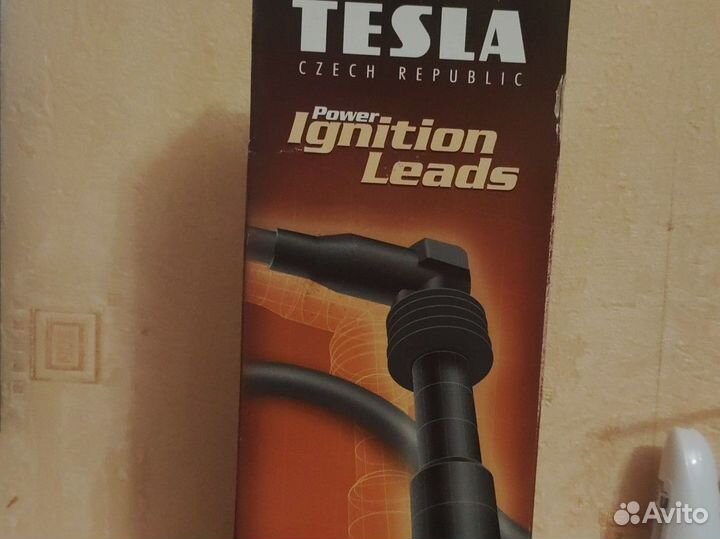 TESLA
CZECH REPUBLIC
Power
Ignition
Leads
Avito